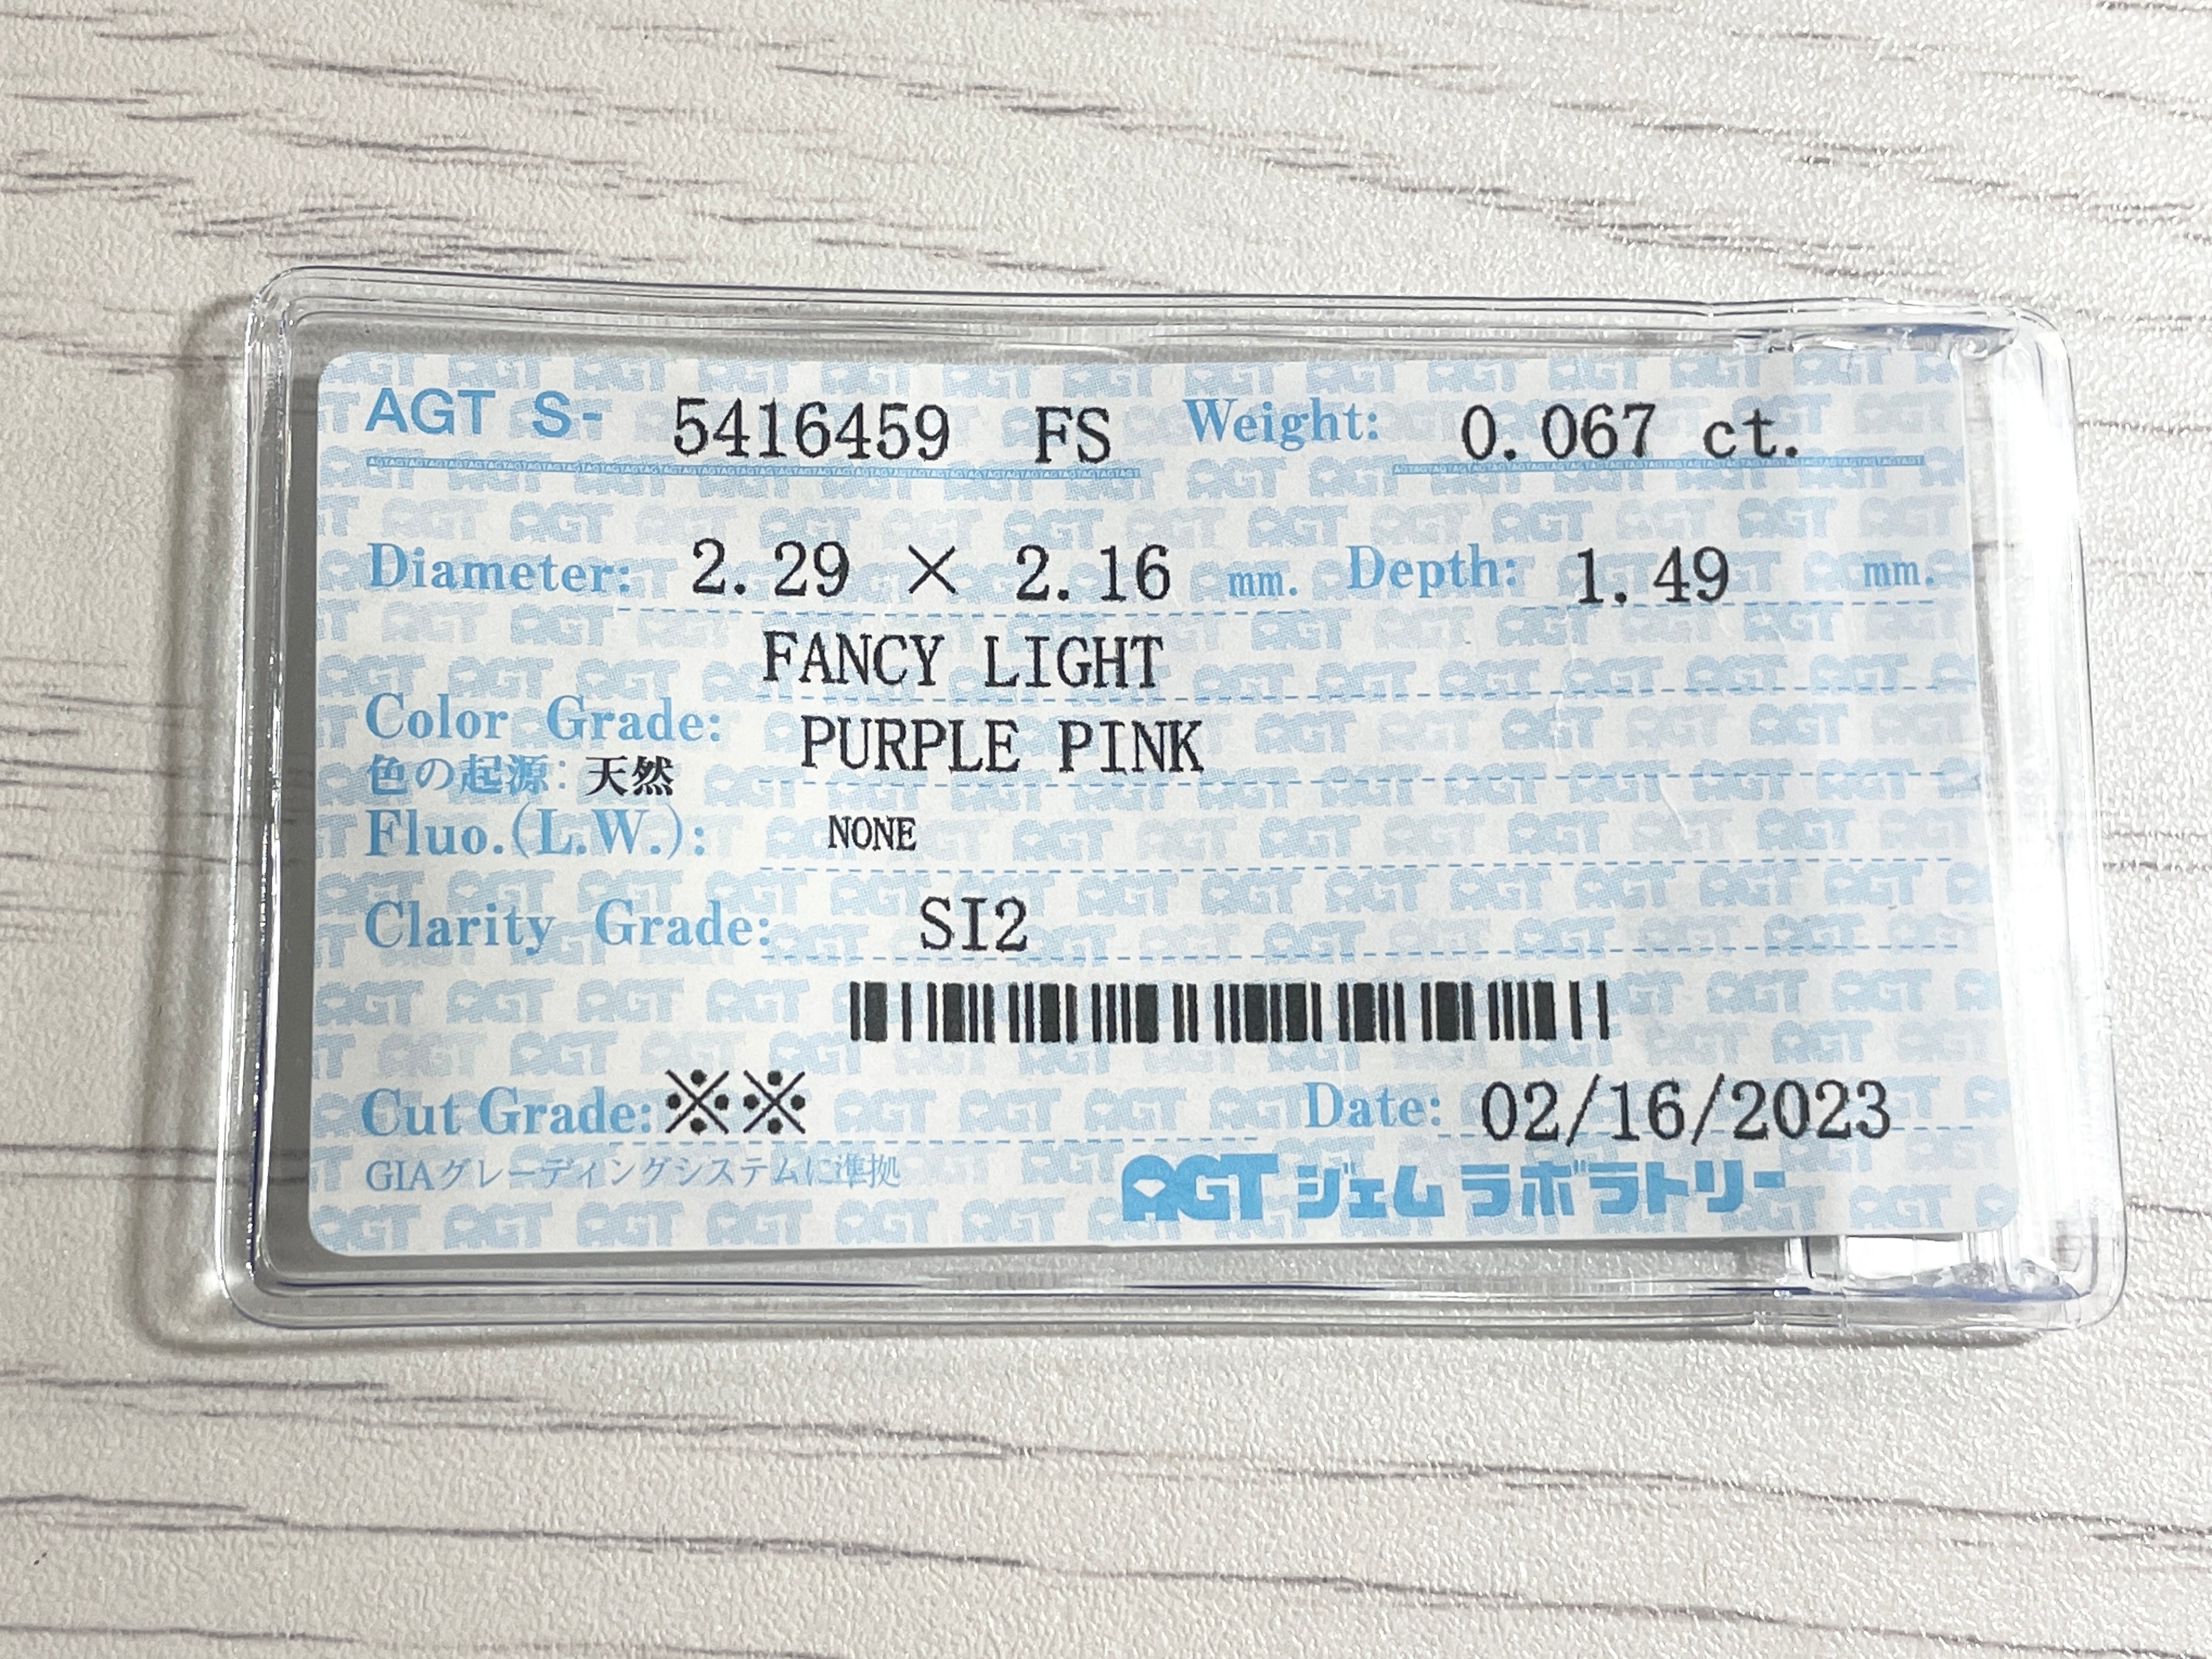 AGT S- 5416459 FS Weight: 0.067 ct.
Diameter: 2.29 × 2.16 mm. Depth: 1.49 mm.
FANCY LIGHT
Color Grade: PURPLE PINK
色の起源: 天然
Fluo.(L.W.): NONE
Clarity Grade: SI2
Cut Grade: ※※ Date: 02/16/2023
GIAグレーディングシステムに準拠
AGT ジェム ラボラトリー